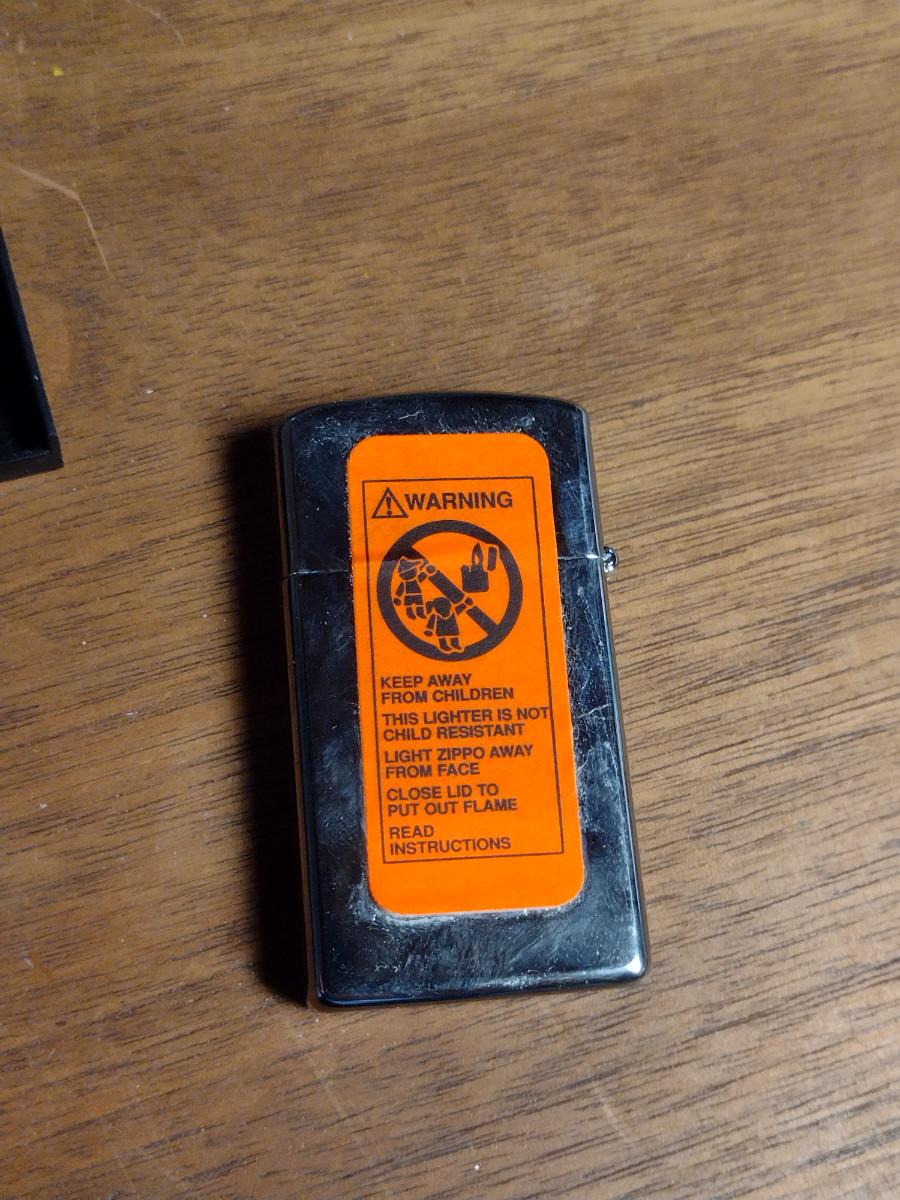 WARNING
KEEP AWAY
FROM CHILDREN
THIS LIGHTER IS NOT
CHILD RESISTANT
LIGHT ZIPPO AWAY
FROM FACE
CLOSE LID TO
PUT OUT FLAME
READ
INSTRUCTIONS